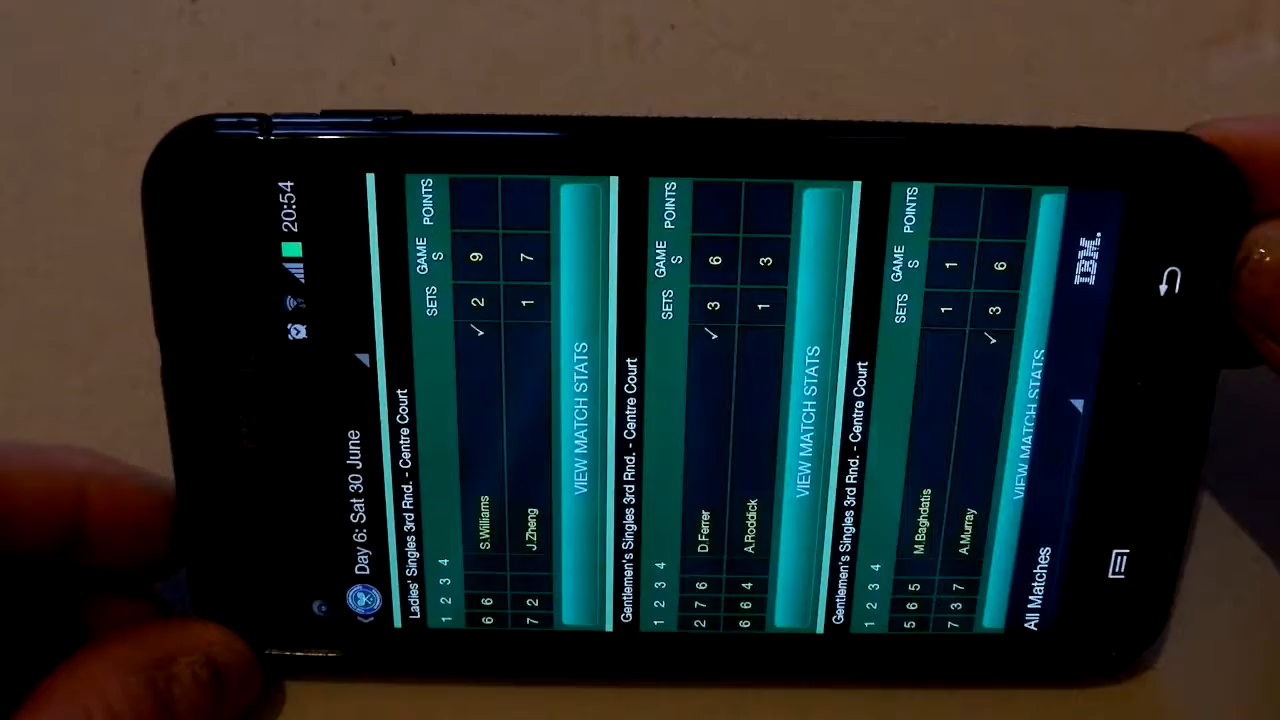 20:54
Day 6: Sat 30 June
Ladies' Singles 3rd Rnd. - Centre Court
1 2 3 4 SETS GAME S POINTS
6 6 S.Williams ✓ 2 9
7 2 J.Zheng 1 7
VIEW MATCH STATS
Gentlemen's Singles 3rd Rnd. - Centre Court
1 2 3 4 SETS GAME S POINTS
2 7 6 D.Ferrer ✓ 3 6
6 6 4 A.Roddick 1 3
VIEW MATCH STATS
Gentlemen's Singles 3rd Rnd. - Centre Court
1 2 3 4 SETS GAME S POINTS
5 6 5 M.Baghdatis 1 1
7 3 7 A.Murray ✓ 3 6
VIEW MATCH STATS
All Matches IBM.